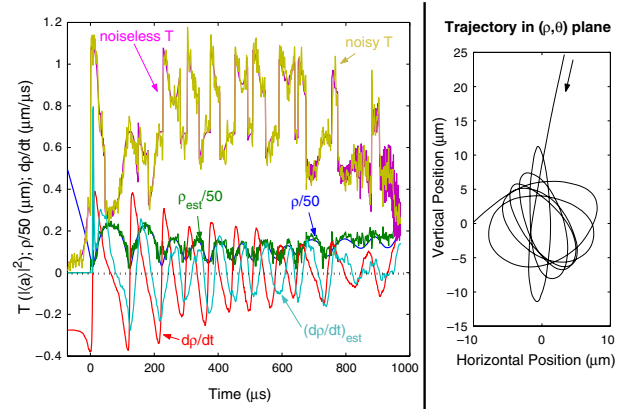 T (|⟨a⟩|²); ρ/50 (μm); dρ/dt (μm/μs)
1.2
1
0.8
0.6
0.4
0.2
0
−0.2
−0.4
noiseless T
noisy T
ρest/50
ρ/50
dρ/dt
(dρ/dt)est
0
200
400
600
800
1000
Time (μs)
Trajectory in (ρ,θ) plane
Vertical Position (μm)
25
20
15
10
5
0
−5
−10
−15
−10
0
10
Horizontal Position (μm)